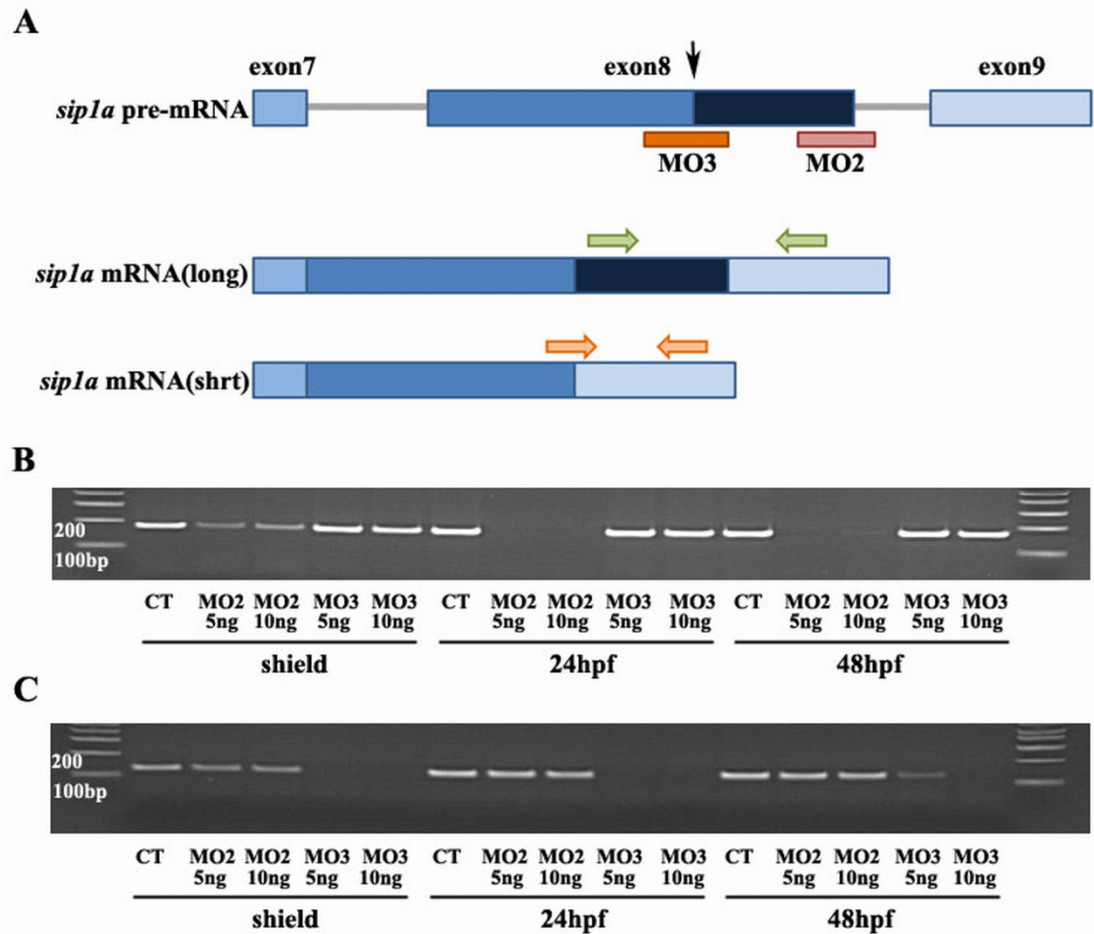 A
exon7 exon8 exon9
sip1a pre-mRNA
MO3 MO2
sip1a mRNA(long)
sip1a mRNA(shrt)
B
200
100bp
CT MO2 MO2 MO3 MO3 CT MO2 MO2 MO3 MO3 CT MO2 MO2 MO3 MO3
5ng 10ng 5ng 10ng 5ng 10ng 5ng 10ng 5ng 10ng 5ng 10ng
shield 24hpf 48hpf
C
200
100bp
CT MO2 MO2 MO3 MO3 CT MO2 MO2 MO3 MO3 CT MO2 MO2 MO3 MO3
5ng 10ng 5ng 10ng 5ng 10ng 5ng 10ng 5ng 10ng 5ng 10ng
shield 24hpf 48hpf